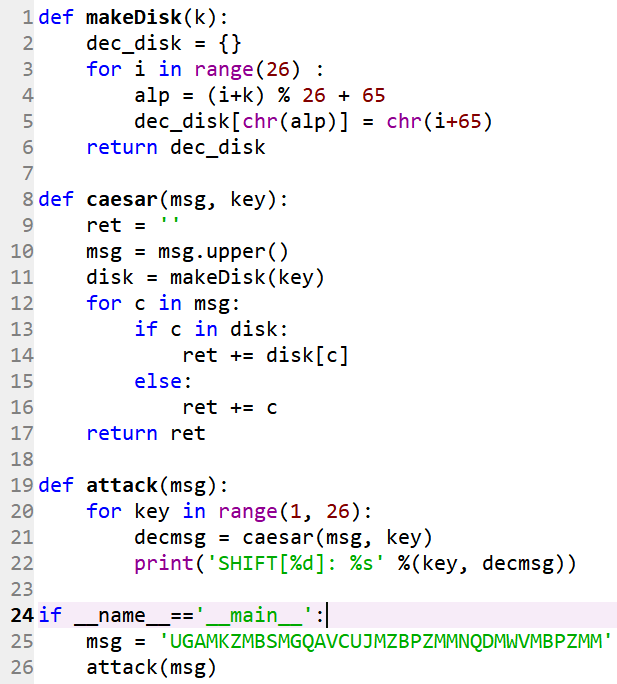 1 def makeDisk(k):
2     dec_disk = {}
3     for i in range(26) :
4         alp = (i+k) % 26 + 65
5         dec_disk[chr(alp)] = chr(i+65)
6     return dec_disk
7
8 def caesar(msg, key):
9     ret = ''
10     msg = msg.upper()
11     disk = makeDisk(key)
12     for c in msg:
13         if c in disk:
14             ret += disk[c]
15         else:
16             ret += c
17     return ret
18
19 def attack(msg):
20     for key in range(1, 26):
21         decmsg = caesar(msg, key)
22         print('SHIFT[%d]: %s' %(key, decmsg))
23
24 if __name__=='__main__':
25     msg = 'UGAMKZMBSMGQAVCUJMZBPZMMNQDMWVMBPZMM'
26     attack(msg)